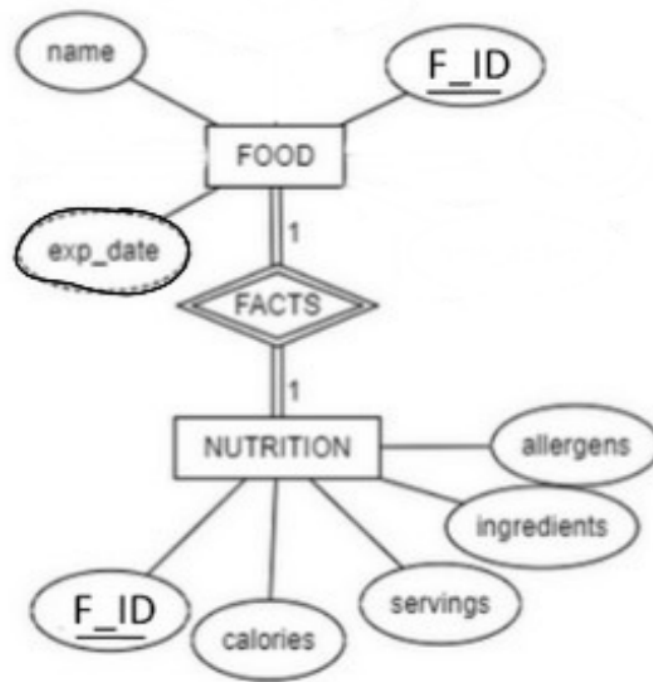 name
F_ID
FOOD
exp_date
1
FACTS
1
NUTRITION
allergens
ingredients
servings
F_ID
calories